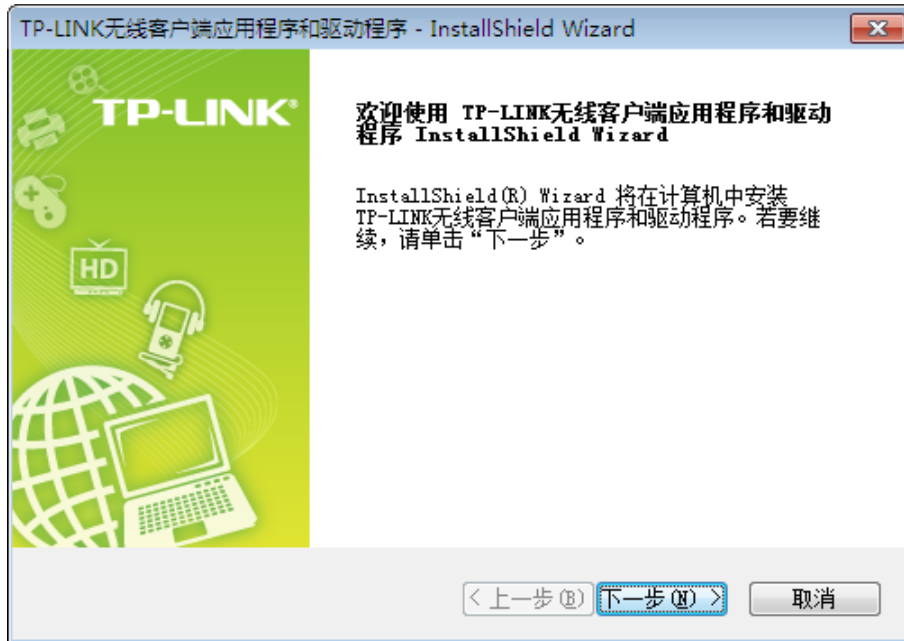 TP-LINK无线客户端应用程序和驱动程序 - InstallShield Wizard
TP-LINK®
欢迎使用 TP-LINK无线客户端应用程序和驱动
程序 InstallShield Wizard
InstallShield(R) Wizard 将在计算机中安装
TP-LINK无线客户端应用程序和驱动程序。若要继
续，请单击“下一步”。
HD
< 上一步(B) 下一步(N) > 取消